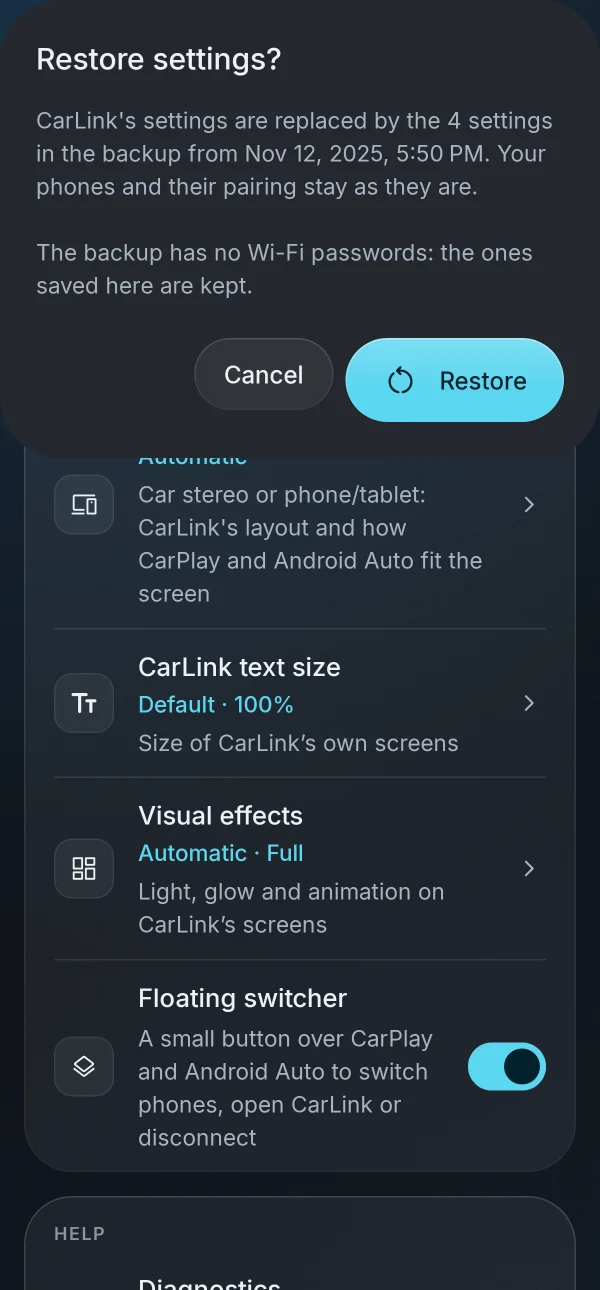 Restore settings?
CarLink's settings are replaced by the 4 settings
in the backup from Nov 12, 2025, 5:50 PM. Your
phones and their pairing stay as they are.
The backup has no Wi-Fi passwords: the ones
saved here are kept.
Cancel
Restore
Automatic
Car stereo or phone/tablet:
CarLink's layout and how
CarPlay and Android Auto fit the
screen
CarLink text size
Default · 100%
Size of CarLink’s own screens
Visual effects
Automatic · Full
Light, glow and animation on
CarLink’s screens
Floating switcher
A small button over CarPlay
and Android Auto to switch
phones, open CarLink or
disconnect
HELP
Diagnostics